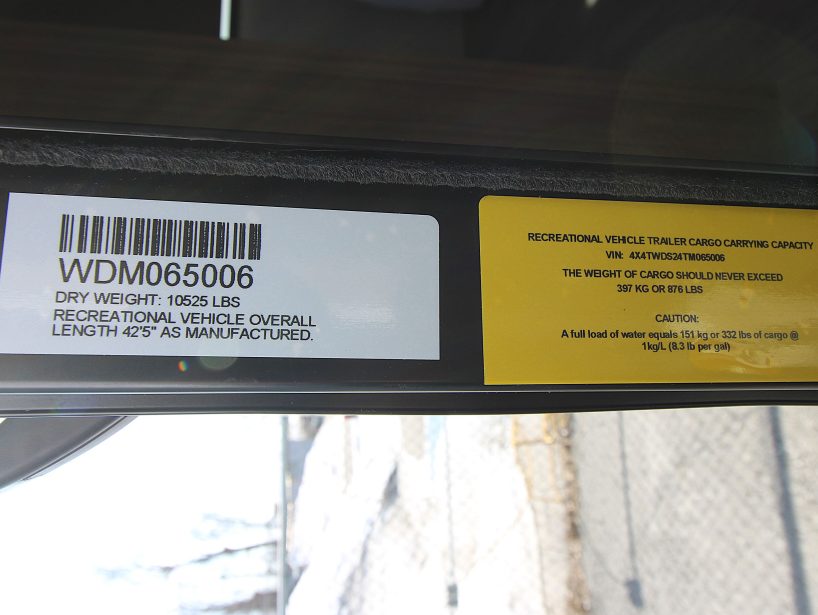 WDM065006
DRY WEIGHT: 10525 LBS
RECREATIONAL VEHICLE OVERALL
LENGTH 42'5" AS MANUFACTURED.
RECREATIONAL VEHICLE TRAILER CARGO CARRYING CAPACITY
VIN: 4X4TWDS24TM065006
THE WEIGHT OF CARGO SHOULD NEVER EXCEED
397 KG OR 876 LBS
CAUTION:
A full load of water equals 151 kg or 332 lbs of cargo @
1kg/L (8.3 lb per gal)